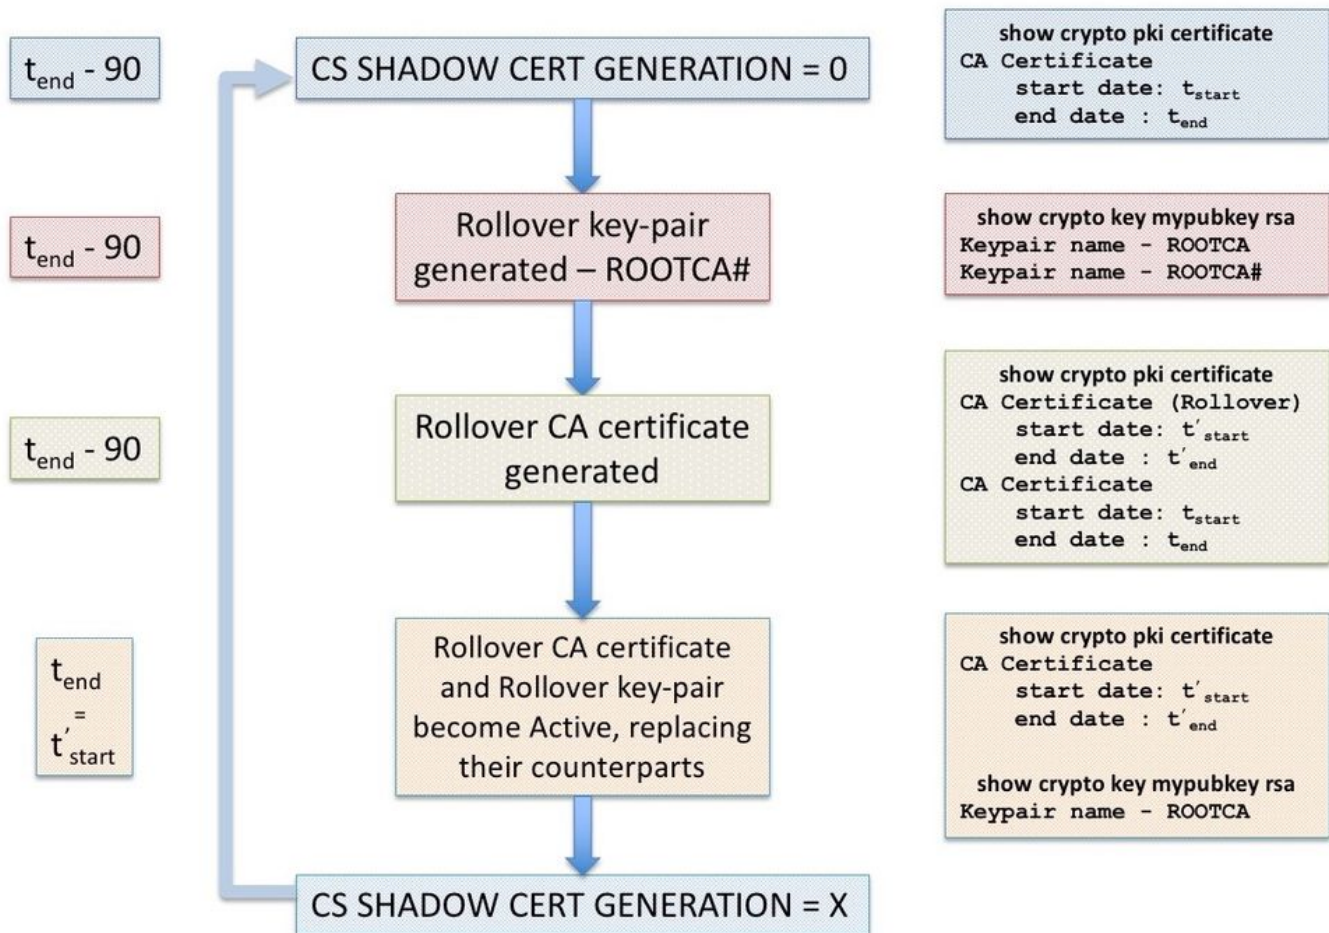 t_end - 90
CS SHADOW CERT GENERATION = 0
show crypto pki certificate
CA Certificate
start date: t_start
end date : t_end
t_end - 90
Rollover key-pair
generated – ROOTCA#
show crypto key mypubkey rsa
Keypair name - ROOTCA
Keypair name - ROOTCA#
t_end - 90
Rollover CA certificate
generated
show crypto pki certificate
CA Certificate (Rollover)
start date: t'_start
end date : t'_end
CA Certificate
start date: t_start
end date : t_end
t_end
=
t'_start
Rollover CA certificate
and Rollover key-pair
become Active, replacing
their counterparts
show crypto pki certificate
CA Certificate
start date: t'_start
end date : t'_end
show crypto key mypubkey rsa
Keypair name - ROOTCA
CS SHADOW CERT GENERATION = X